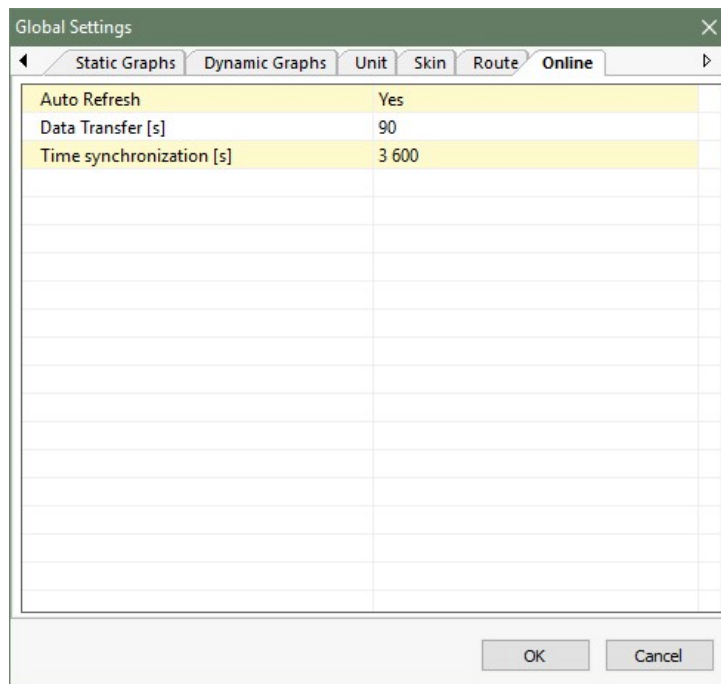 Global Settings
Static Graphs Dynamic Graphs Unit Skin Route Online
Auto Refresh Yes
Data Transfer [s] 90
Time synchronization [s] 3 600
OK Cancel